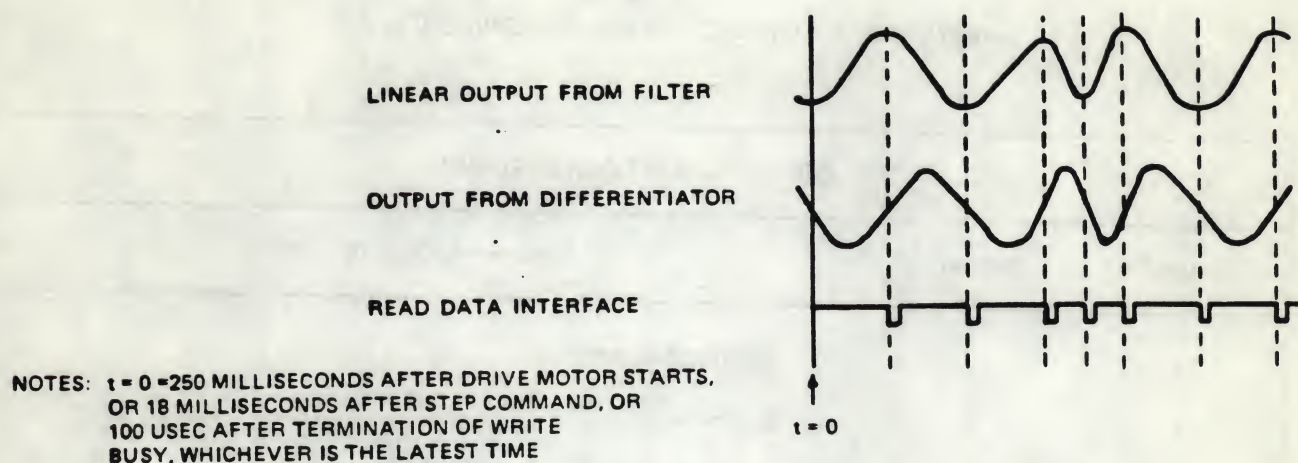 LINEAR OUTPUT FROM FILTER
OUTPUT FROM DIFFERENTIATOR
READ DATA INTERFACE
NOTES: t = 0 =250 MILLISECONDS AFTER DRIVE MOTOR STARTS,
OR 18 MILLISECONDS AFTER STEP COMMAND, OR
100 USEC AFTER TERMINATION OF WRITE
BUSY, WHICHEVER IS THE LATEST TIME
t = 0